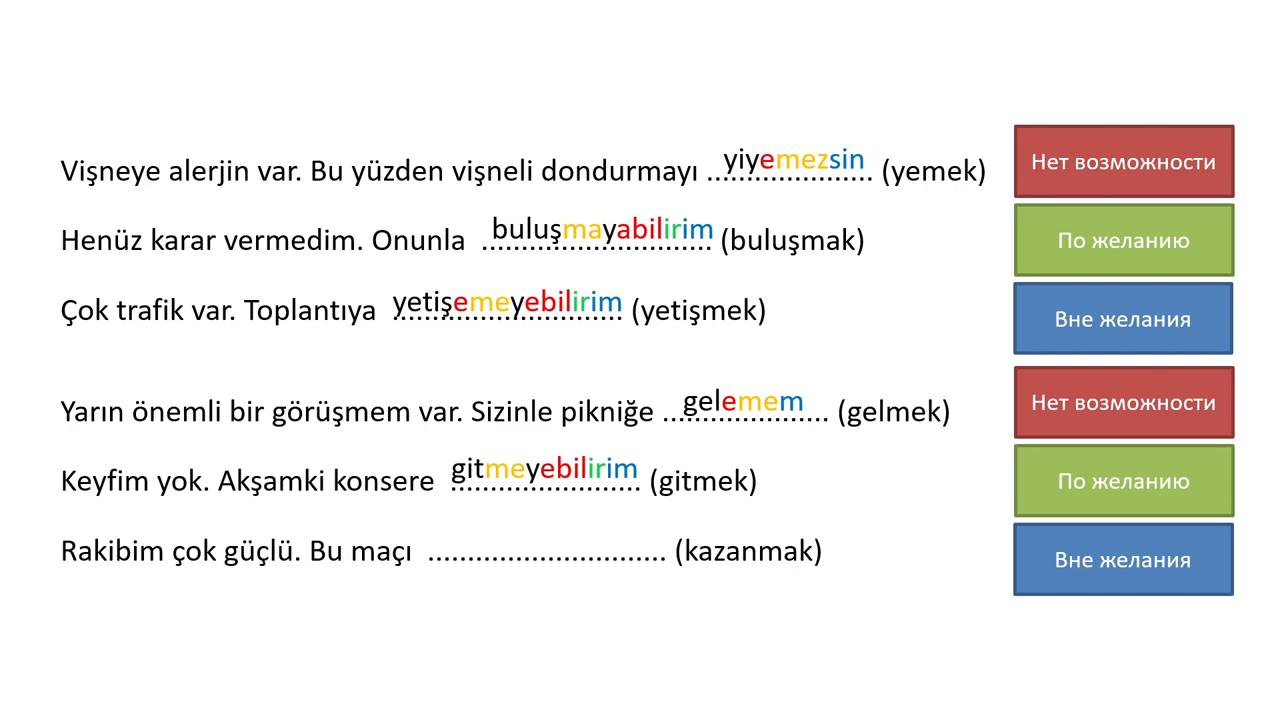 Vişneye alerjin var. Bu yüzden vişneli dondurmayı yiyemezsin (yemek) Нет возможности
Henüz karar vermedim. Onunla buluşmayabilirim (buluşmak) По желанию
Çok trafik var. Toplantıya yetişemeyebilirim (yetişmek) Вне желания
Yarın önemli bir görüşmem var. Sizinle pikniğe gelemem (gelmek) Нет возможности
Keyfim yok. Akşamki konsere gitmeyebilirim (gitmek) По желанию
Rakibim çok güçlü. Bu maçı .............................. (kazanmak) Вне желания